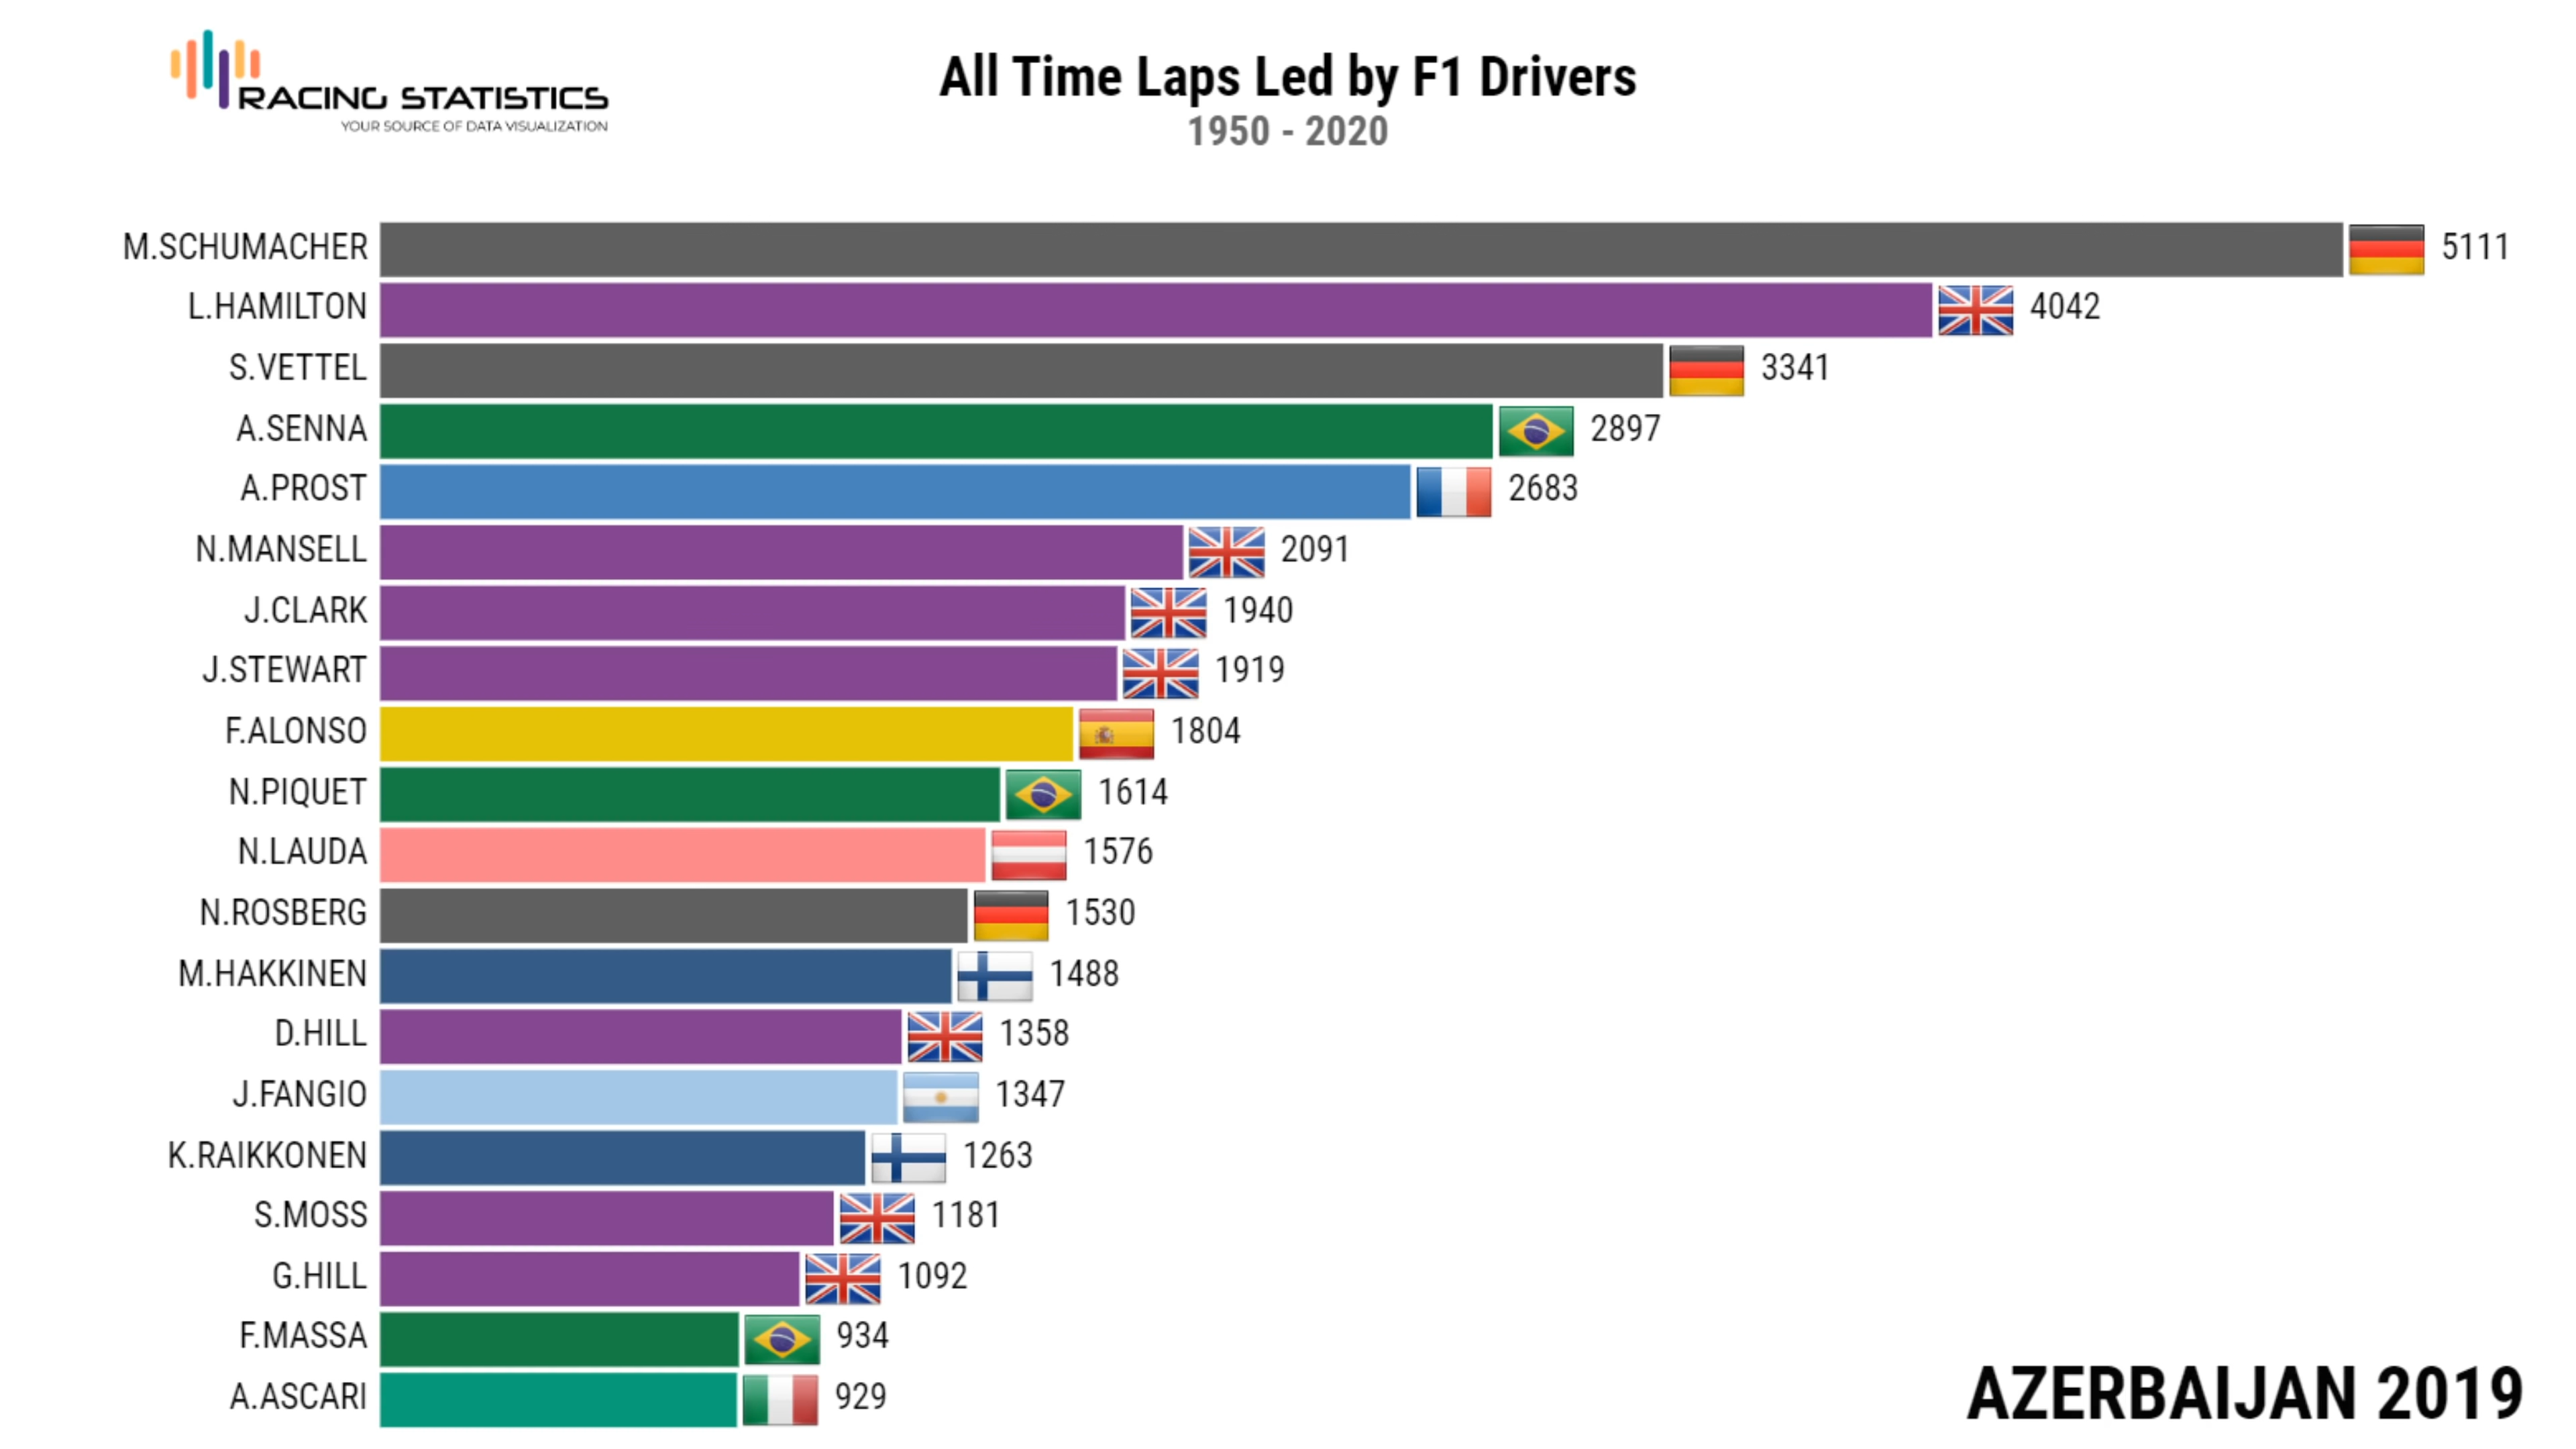 RACING STATISTICS
YOUR SOURCE OF DATA VISUALIZATION
All Time Laps Led by F1 Drivers
1950 - 2020
M.SCHUMACHER 5111
L.HAMILTON 4042
S.VETTEL 3341
A.SENNA 2897
A.PROST 2683
N.MANSELL 2091
J.CLARK 1940
J.STEWART 1919
F.ALONSO 1804
N.PIQUET 1614
N.LAUDA 1576
N.ROSBERG 1530
M.HAKKINEN 1488
D.HILL 1358
J.FANGIO 1347
K.RAIKKONEN 1263
S.MOSS 1181
G.HILL 1092
F.MASSA 934
A.ASCARI 929
AZERBAIJAN 2019